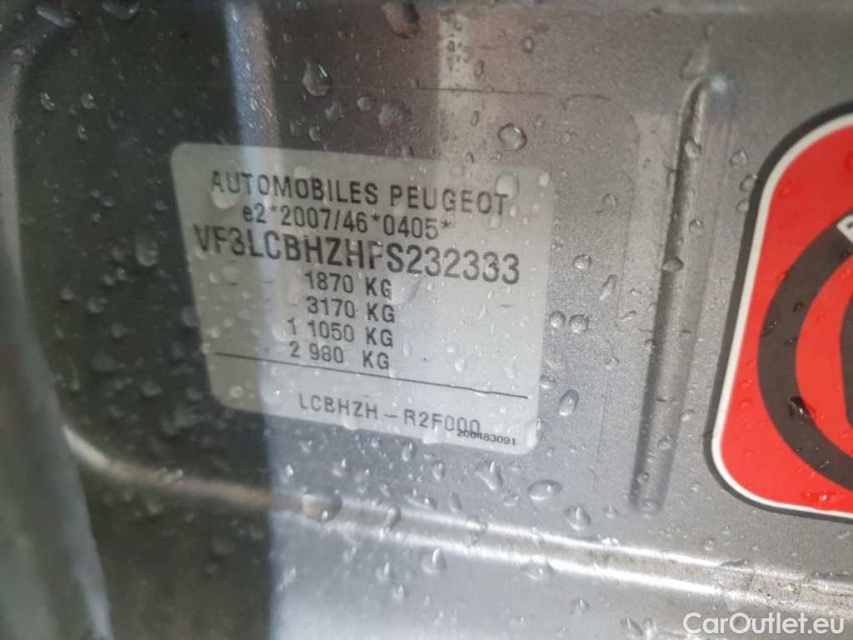 AUTOMOBILES PEUGEOT
e2*2007/46*0405*
VF3LCBHZHFS232333
1870 KG
3170 KG
1 1050 KG
2 980 KG
LCBHZH-R2F000
200483091
CarOutlet.eu